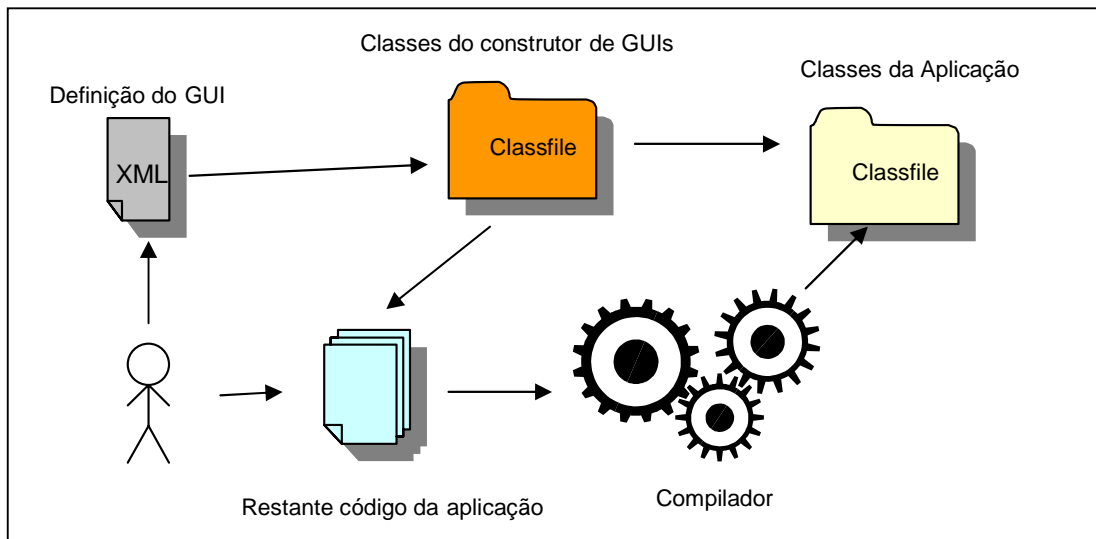 Classes do construtor de GUIs
Classes da Aplicação
Definição do GUI
XML
Classfile
Classfile
Restante código da aplicação
Compilador